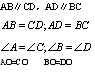 AB∥CD，AD∥BC
AB=CD;AD=BC
∠A=∠C;∠B=∠D
AO=CO BO=DO